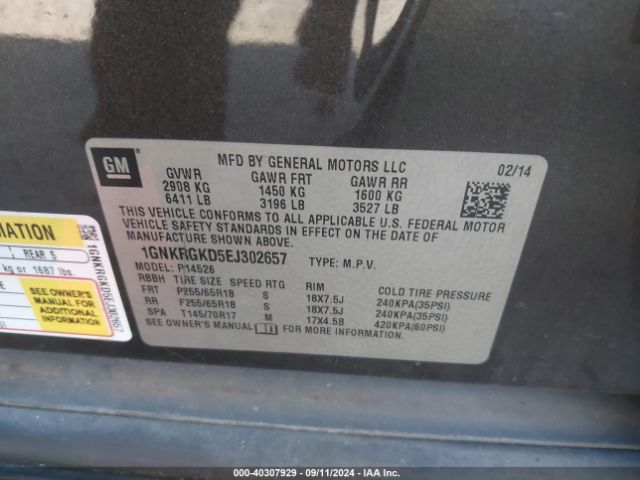 GM
MFD BY GENERAL MOTORS LLC
02/14
GVWR GAWR FRT GAWR RR
2908 KG 1450 KG 1600 KG
6411 LB 3196 LB 3527 LB
THIS VEHICLE CONFORMS TO ALL APPLICABLE U.S. FEDERAL MOTOR
VEHICLE SAFETY STANDARDS IN EFFECT ON THE DATE OF
MANUFACTURE SHOWN ABOVE.
1GNKRGKD5EJ302657 TYPE: M.P.V.
MODEL: P14526
RBBH TIRE SIZE SPEED RTG RIM COLD TIRE PRESSURE
FRT P255/65R18 S 18X7.5J 240KPA(35PSI)
RR P255/65R18 S 18X7.5J 240KPA(35PSI)
SPA T145/70R17 M 17X4.5B 420KPA(60PSI)
SEE OWNER'S MANUAL FOR MORE INFORMATION.
REAR 5
kg or 1687 lbs.
SEE OWNER'S
MANUAL FOR
ADDITIONAL
INFORMATION
1GNKRGKD5EJ302657
000-40307929 - 09/11/2024 - IAA Inc.